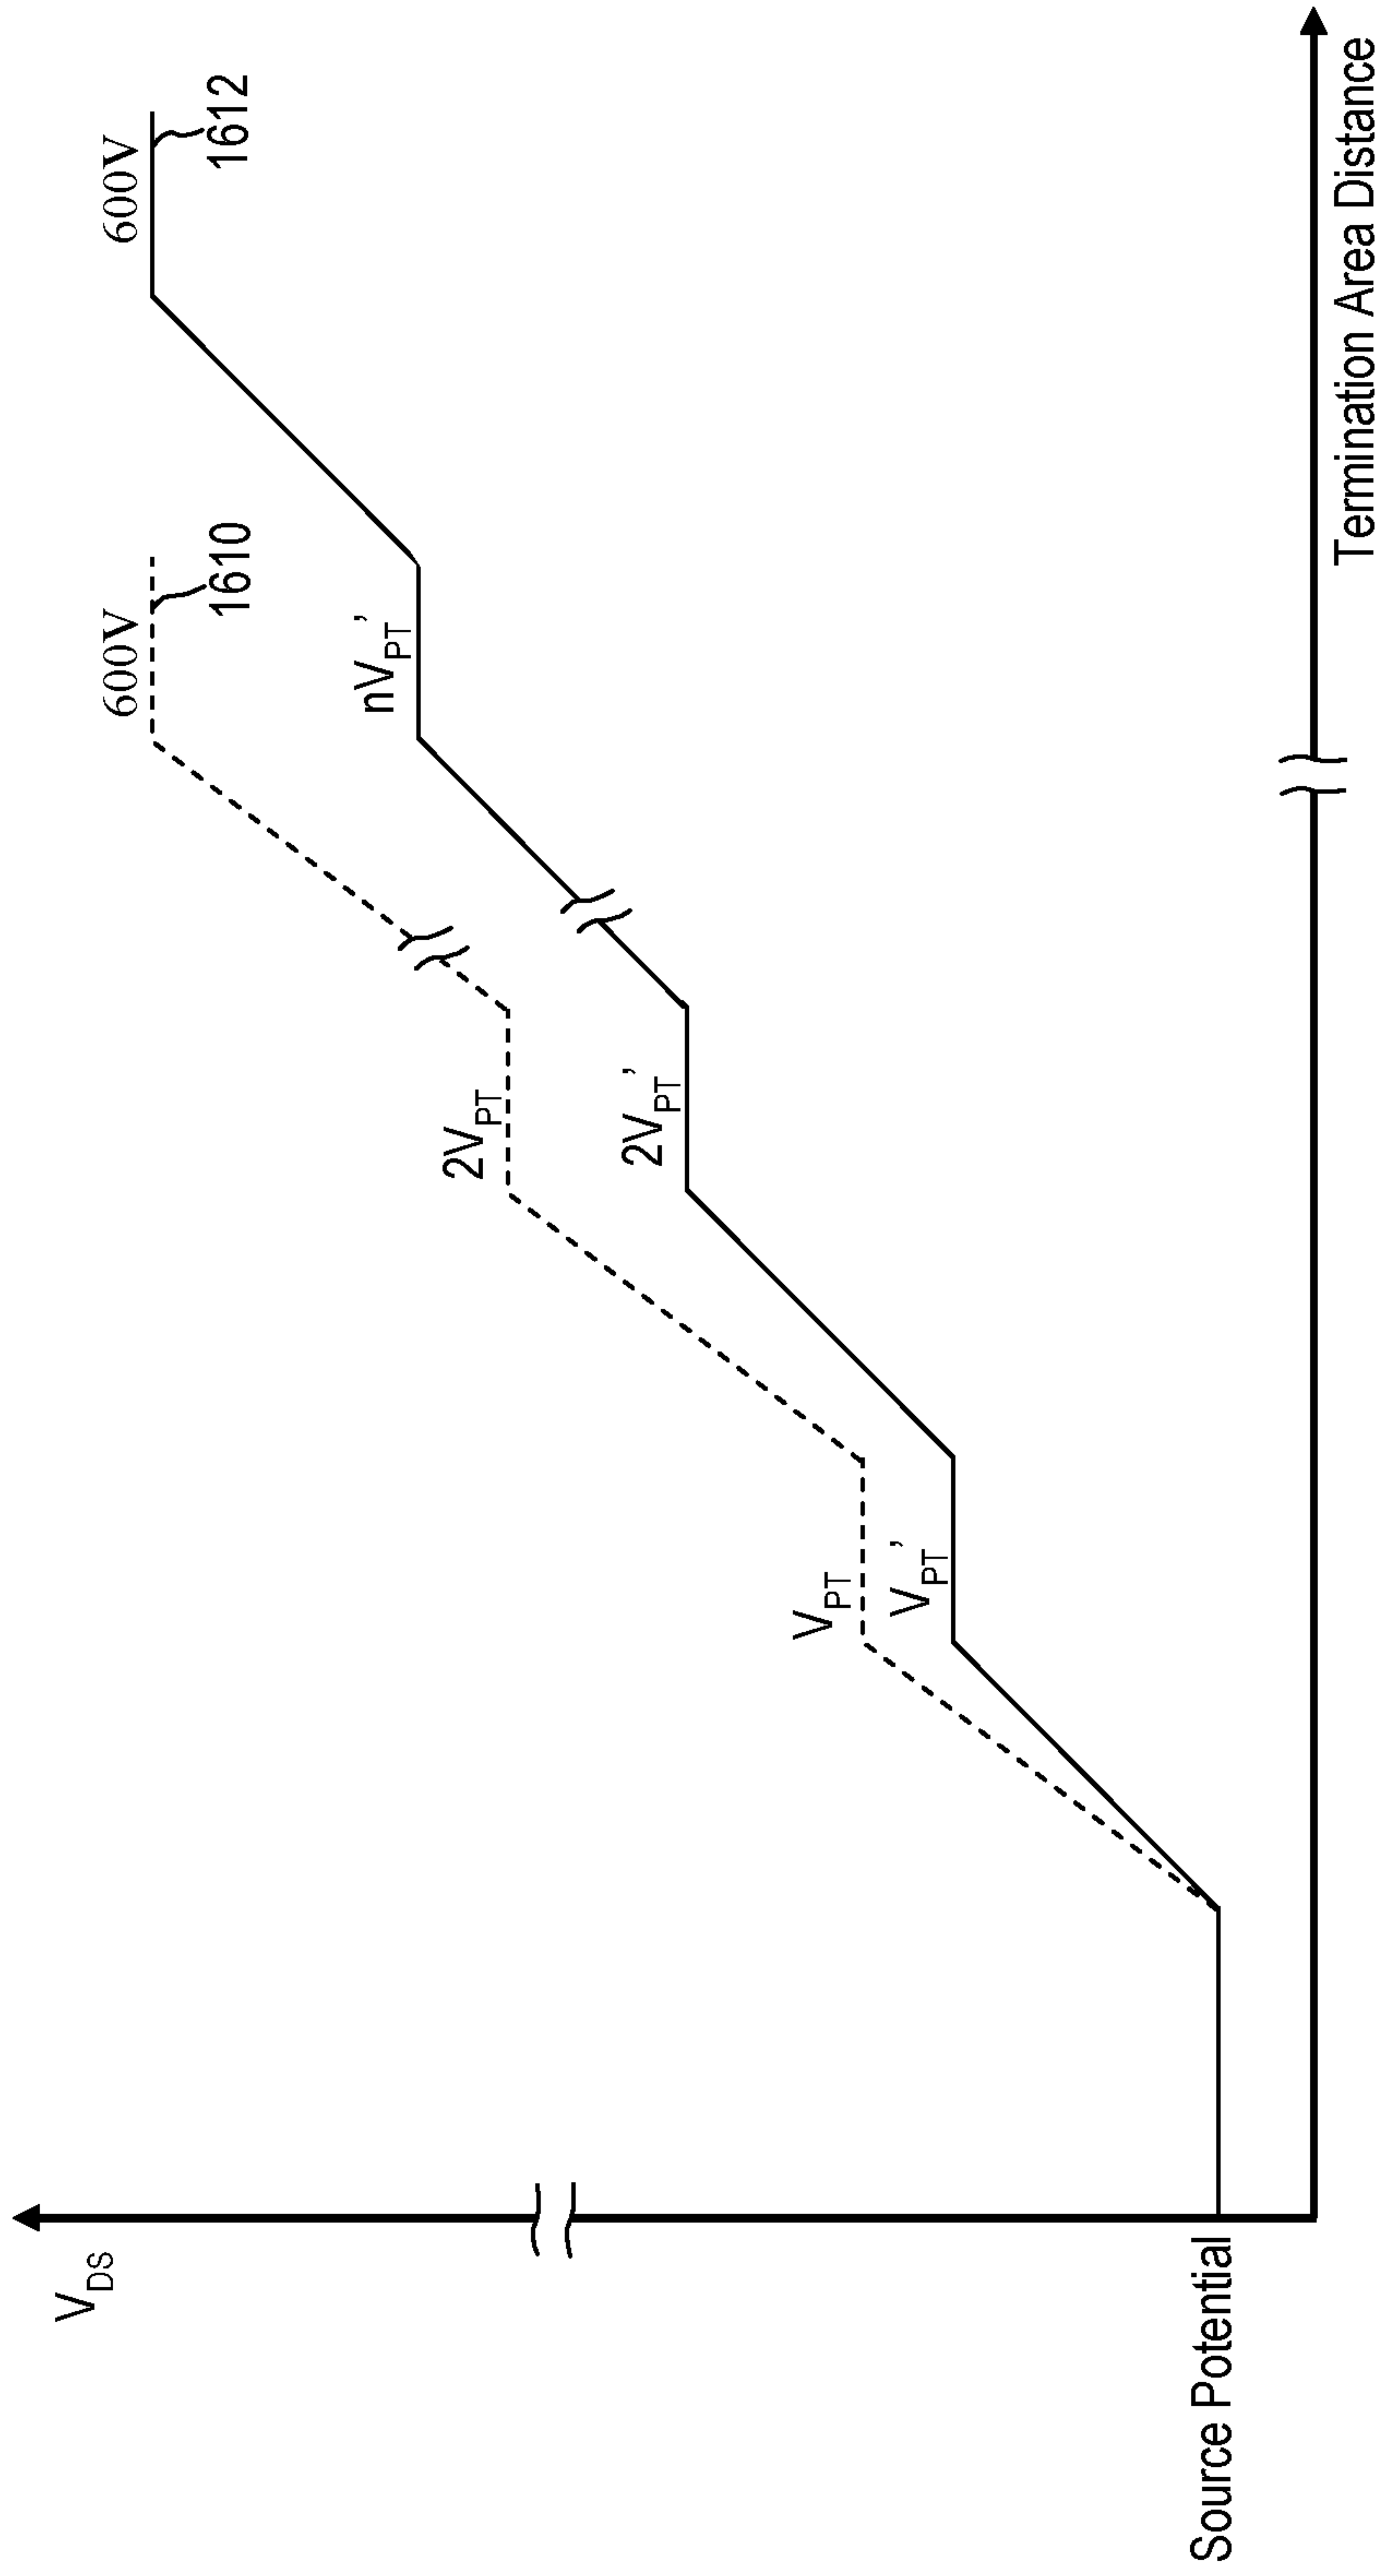 V_DS
600V
1610
600V
1612
2V_PT
nV_PT'
V_PT
2V_PT'
V_PT'
Source Potential
Termination Area Distance